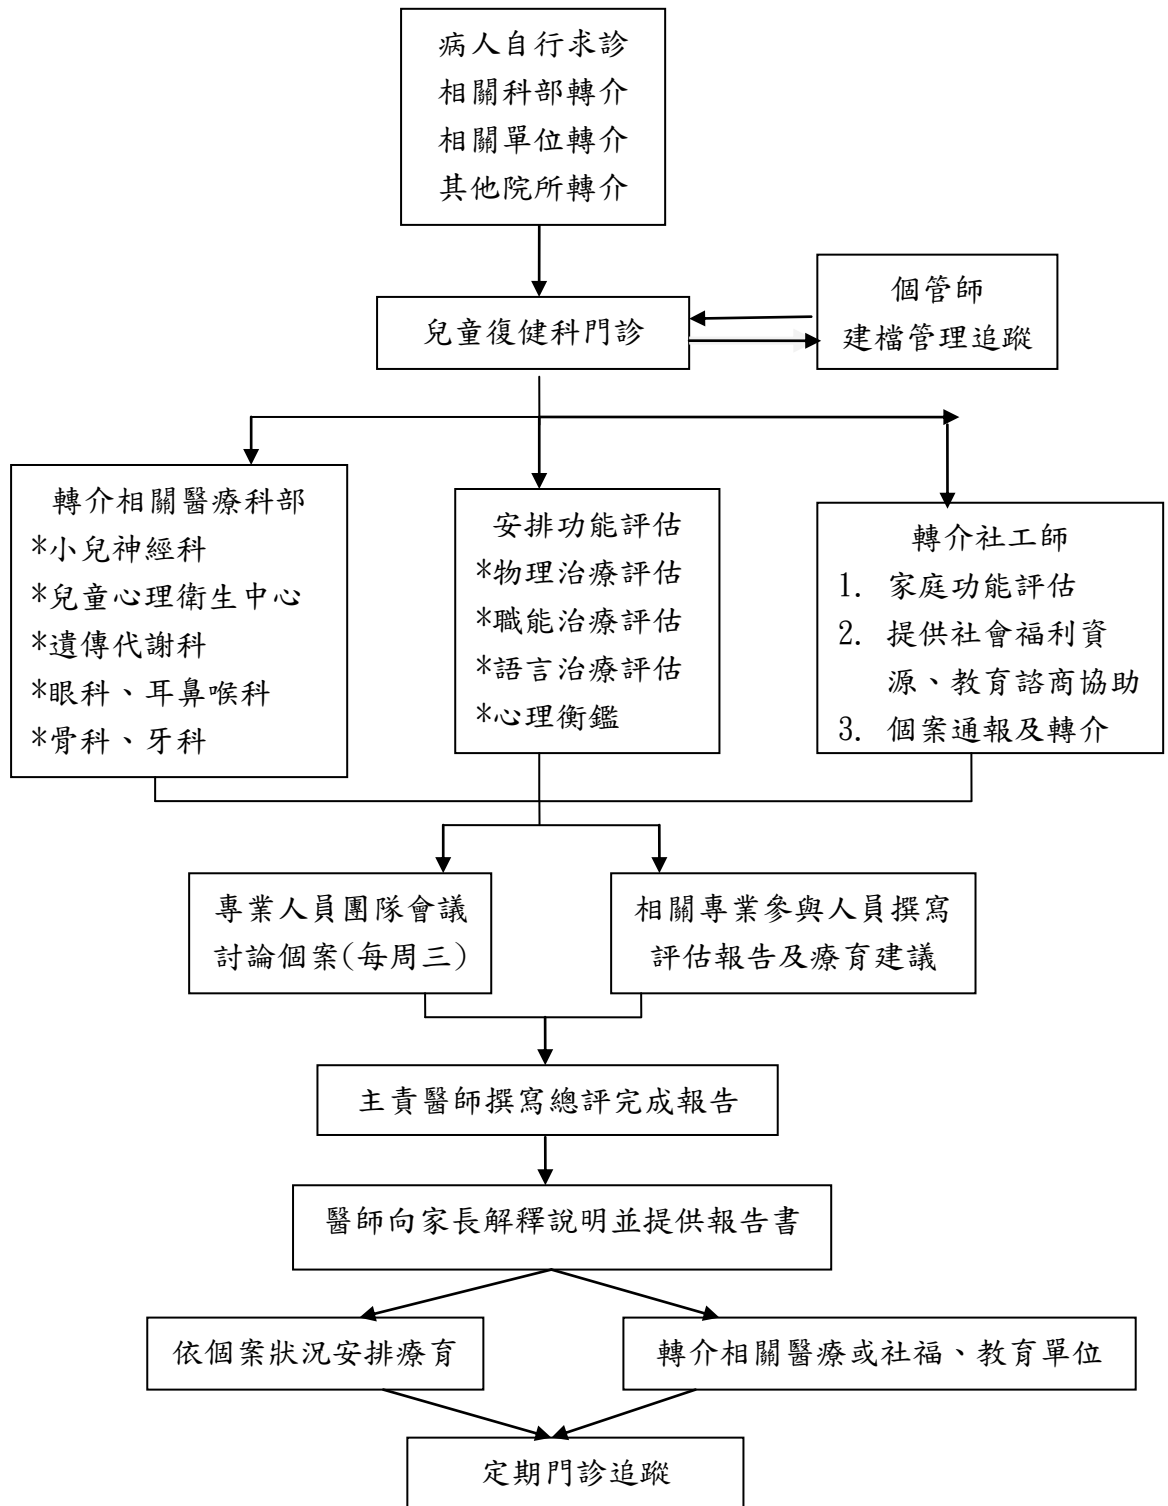 病人自行求診
相關科部轉介
相關單位轉介
其他院所轉介
個管師
建檔管理追蹤
兒童復健科門診
轉介相關醫療科部
*小兒神經科
*兒童心理衛生中心
*遺傳代謝科
*眼科、耳鼻喉科
*骨科、牙科
安排功能評估
*物理治療評估
*職能治療評估
*語言治療評估
*心理衡鑑
轉介社工師
1. 家庭功能評估
2. 提供社會福利資
源、教育諮商協助
3. 個案通報及轉介
專業人員團隊會議
討論個案(每周三)
相關專業參與人員撰寫
評估報告及療育建議
主責醫師撰寫總評完成報告
醫師向家長解釋說明並提供報告書
依個案狀況安排療育
轉介相關醫療或社福、教育單位
定期門診追蹤